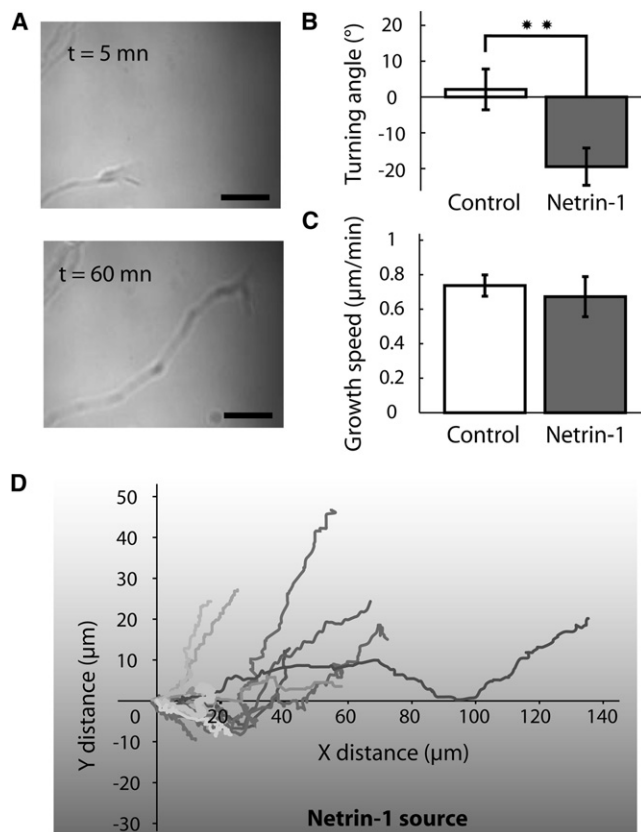 A
t = 5 mn
t = 60 mn
B
**
Turning angle (°)
20
10
0
-10
-20
Control Netrin-1
C
Growth speed (µm/min)
1
0.8
0.6
0.4
0.2
0
Control Netrin-1
D
Y distance (µm)
50
40
30
20
10
0
-10
-20
-30
20 40 60 80 100 120 140
X distance (µm)
Netrin-1 source